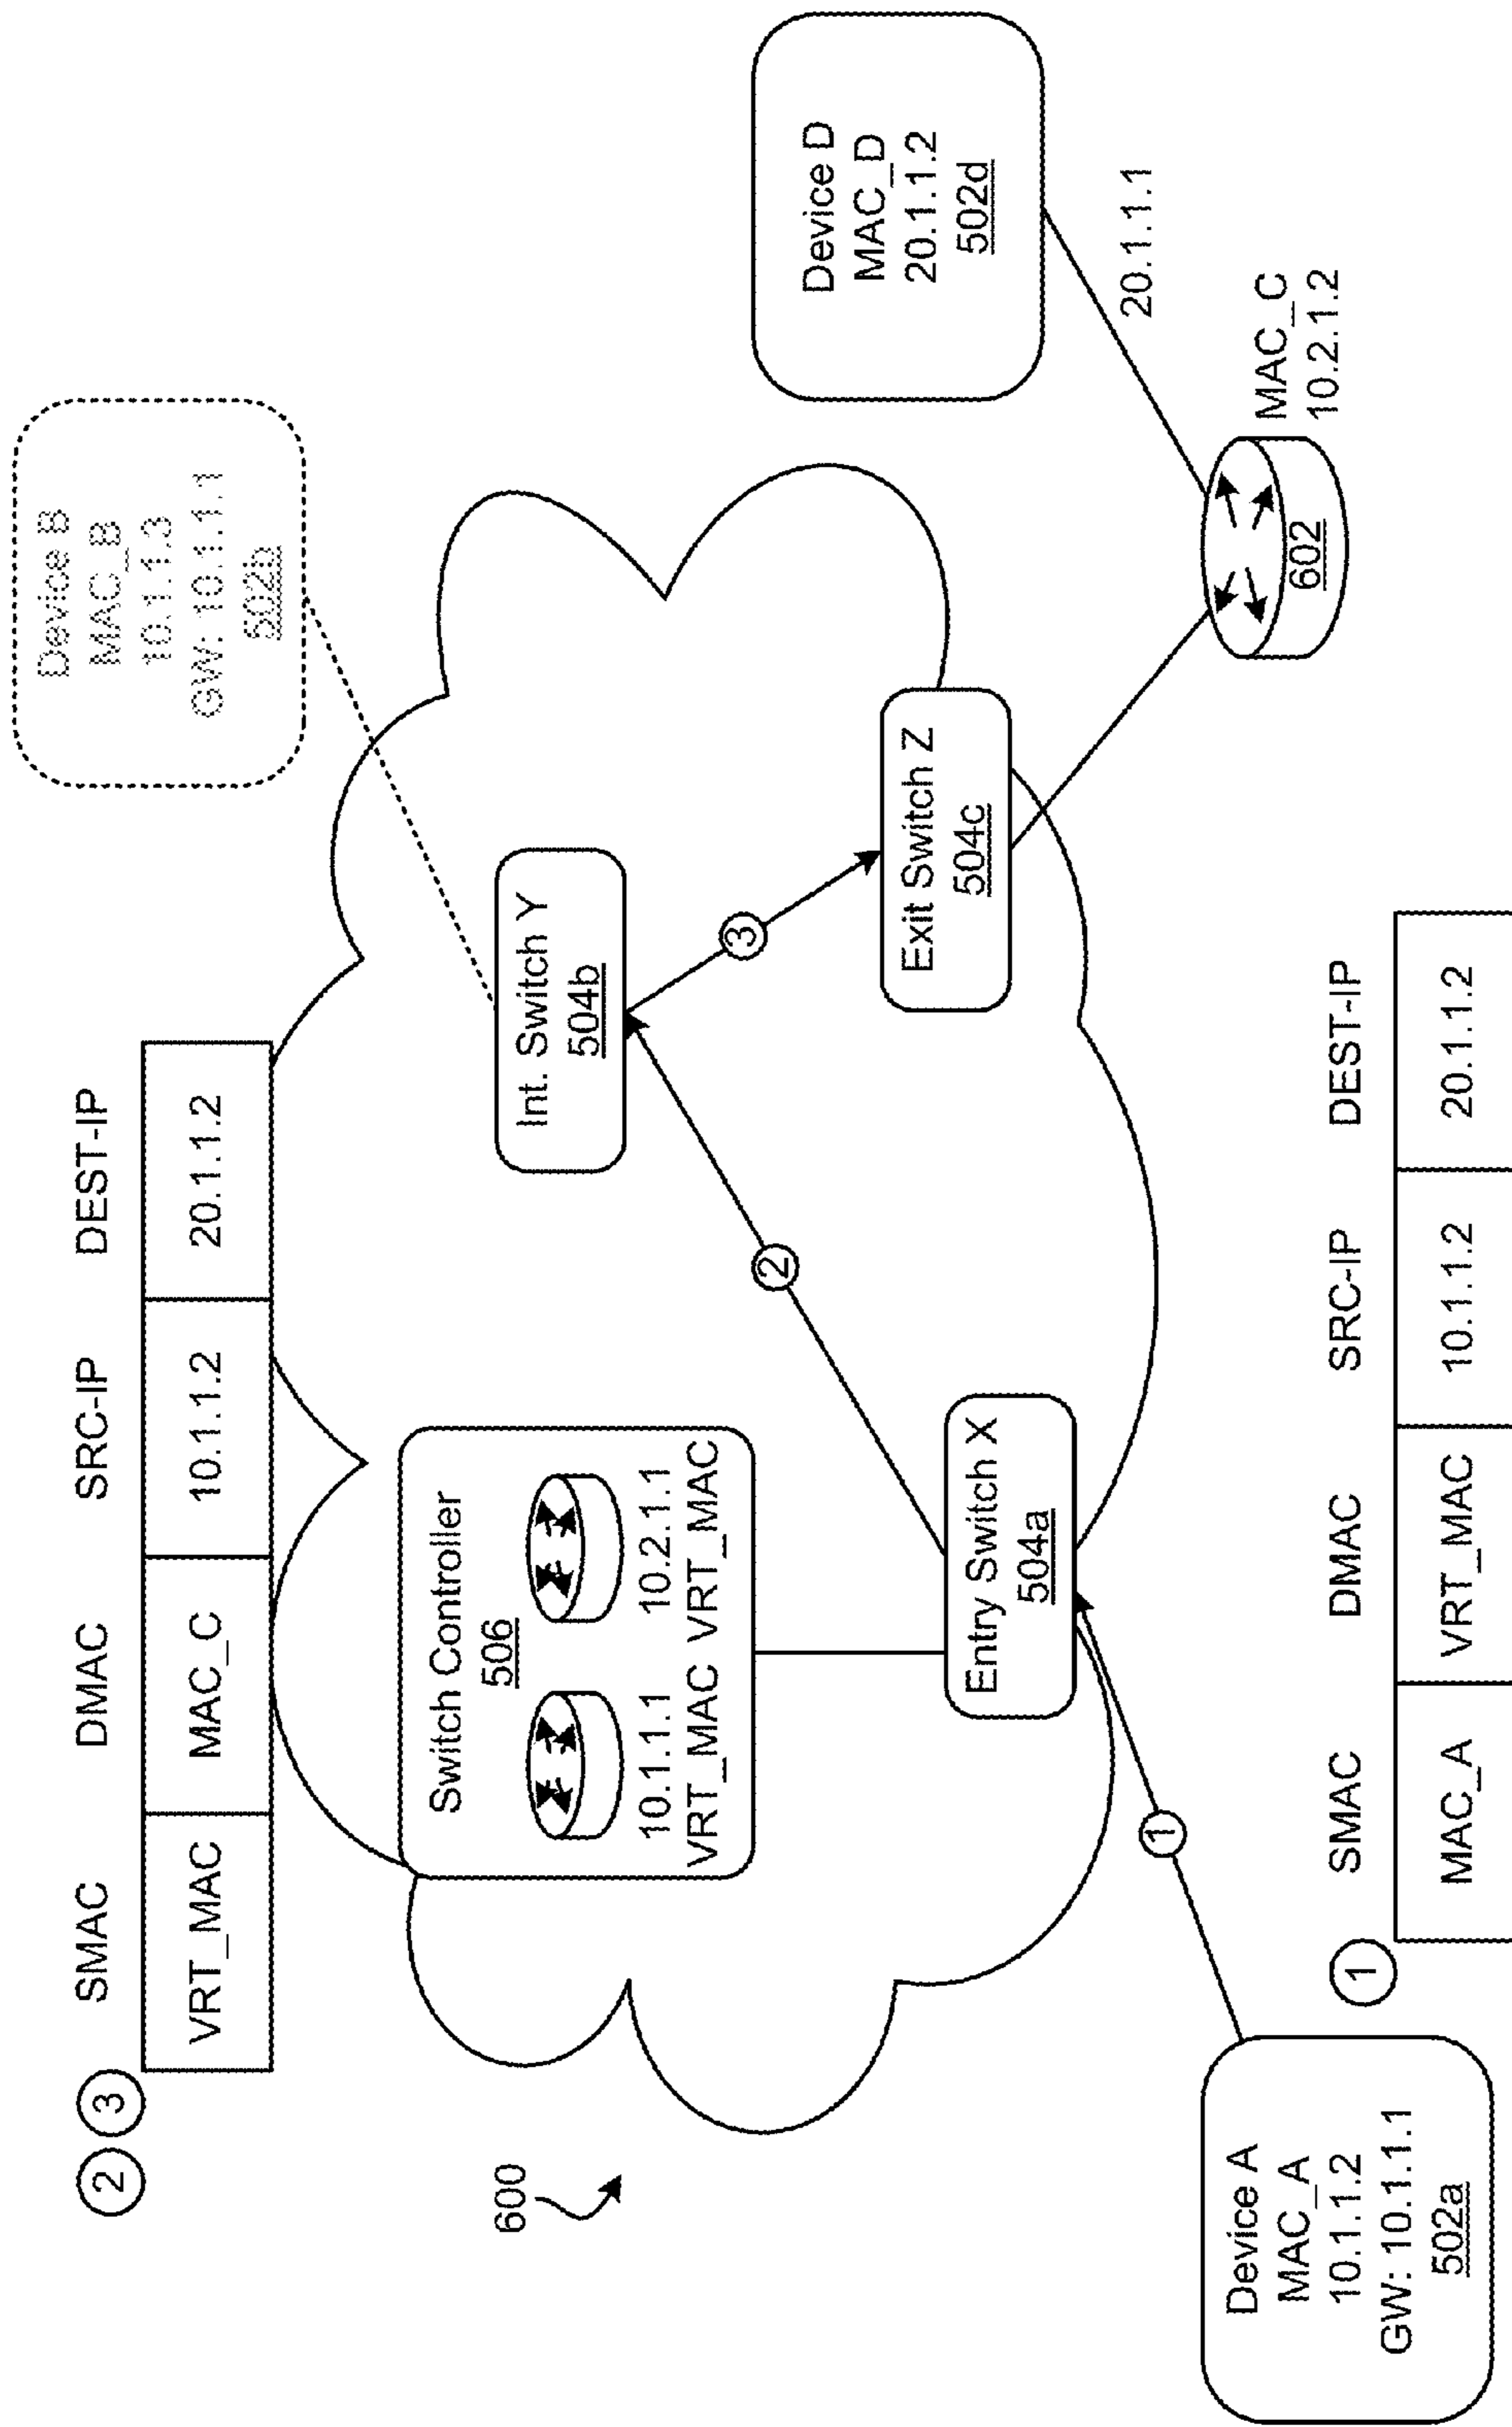 ② ③
SMAC DMAC SRC-IP DEST-IP
VRT_MAC MAC_C 10.1.1.2 20.1.1.2
Device B
MAC_B
10.1.1.3
GW: 10.1.1.1
502b
600
Switch Controller
506
10.1.1.1 10.2.1.1
VRT_MAC VRT_MAC
Int. Switch Y
504b
②
③
Entry Switch X
504a
Exit Switch Z
504c
Device D
MAC_D
20.1.1.2
502d
20.1.1.1
MAC_C
10.2.1.2
602
①
Device A
MAC_A
10.1.1.2
GW: 10.1.1.1
502a
①
SMAC DMAC SRC-IP DEST-IP
MAC_A VRT_MAC 10.1.1.2 20.1.1.2